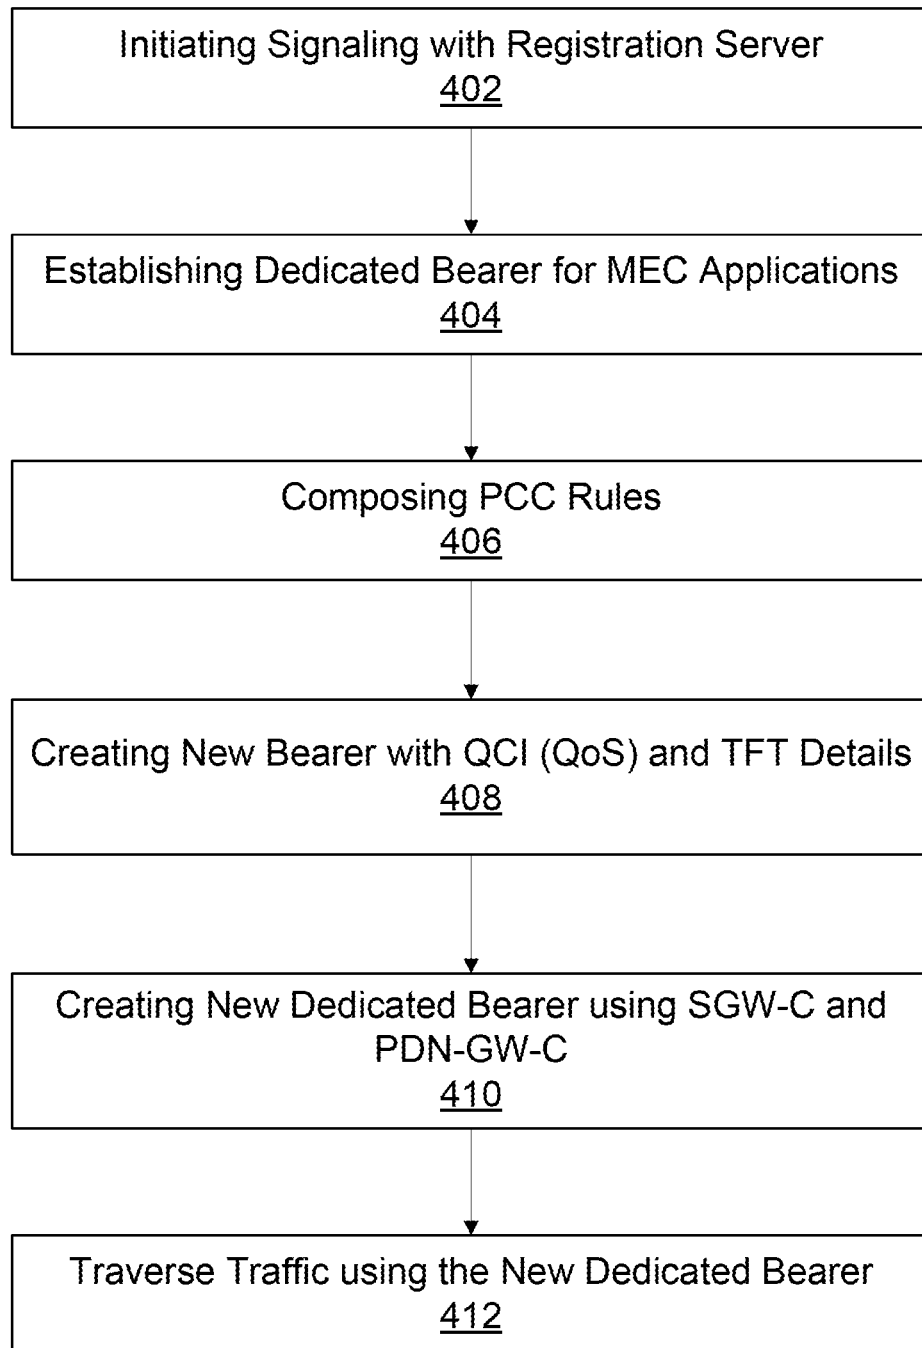 Initiating Signaling with Registration Server
402
Establishing Dedicated Bearer for MEC Applications
404
Composing PCC Rules
406
Creating New Bearer with QCI (QoS) and TFT Details
408
Creating New Dedicated Bearer using SGW-C and
PDN-GW-C
410
Traverse Traffic using the New Dedicated Bearer
412